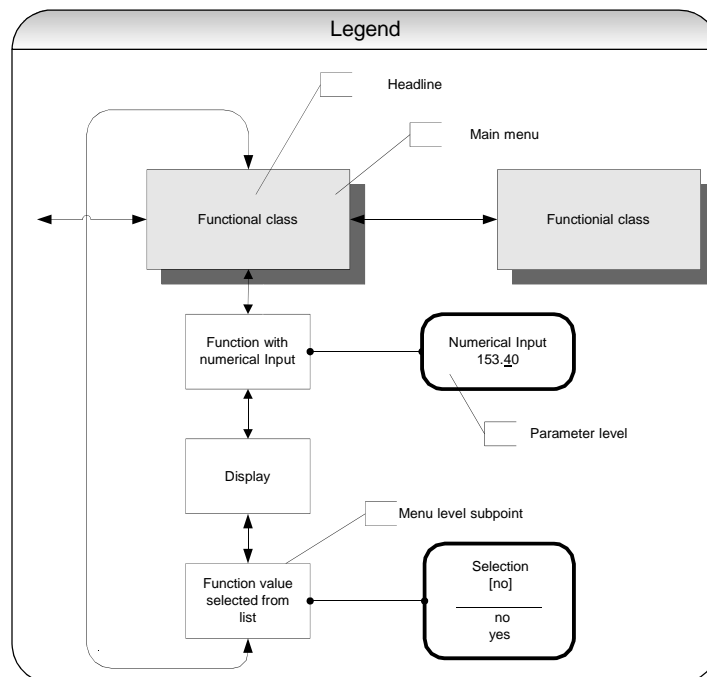 Legend
Headline
Main menu
Functional class
Functionial class
Function with
numerical Input
Numerical Input
153.40
Parameter level
Display
Menu level subpoint
Function value
selected from
list
Selection
[no]
no
yes